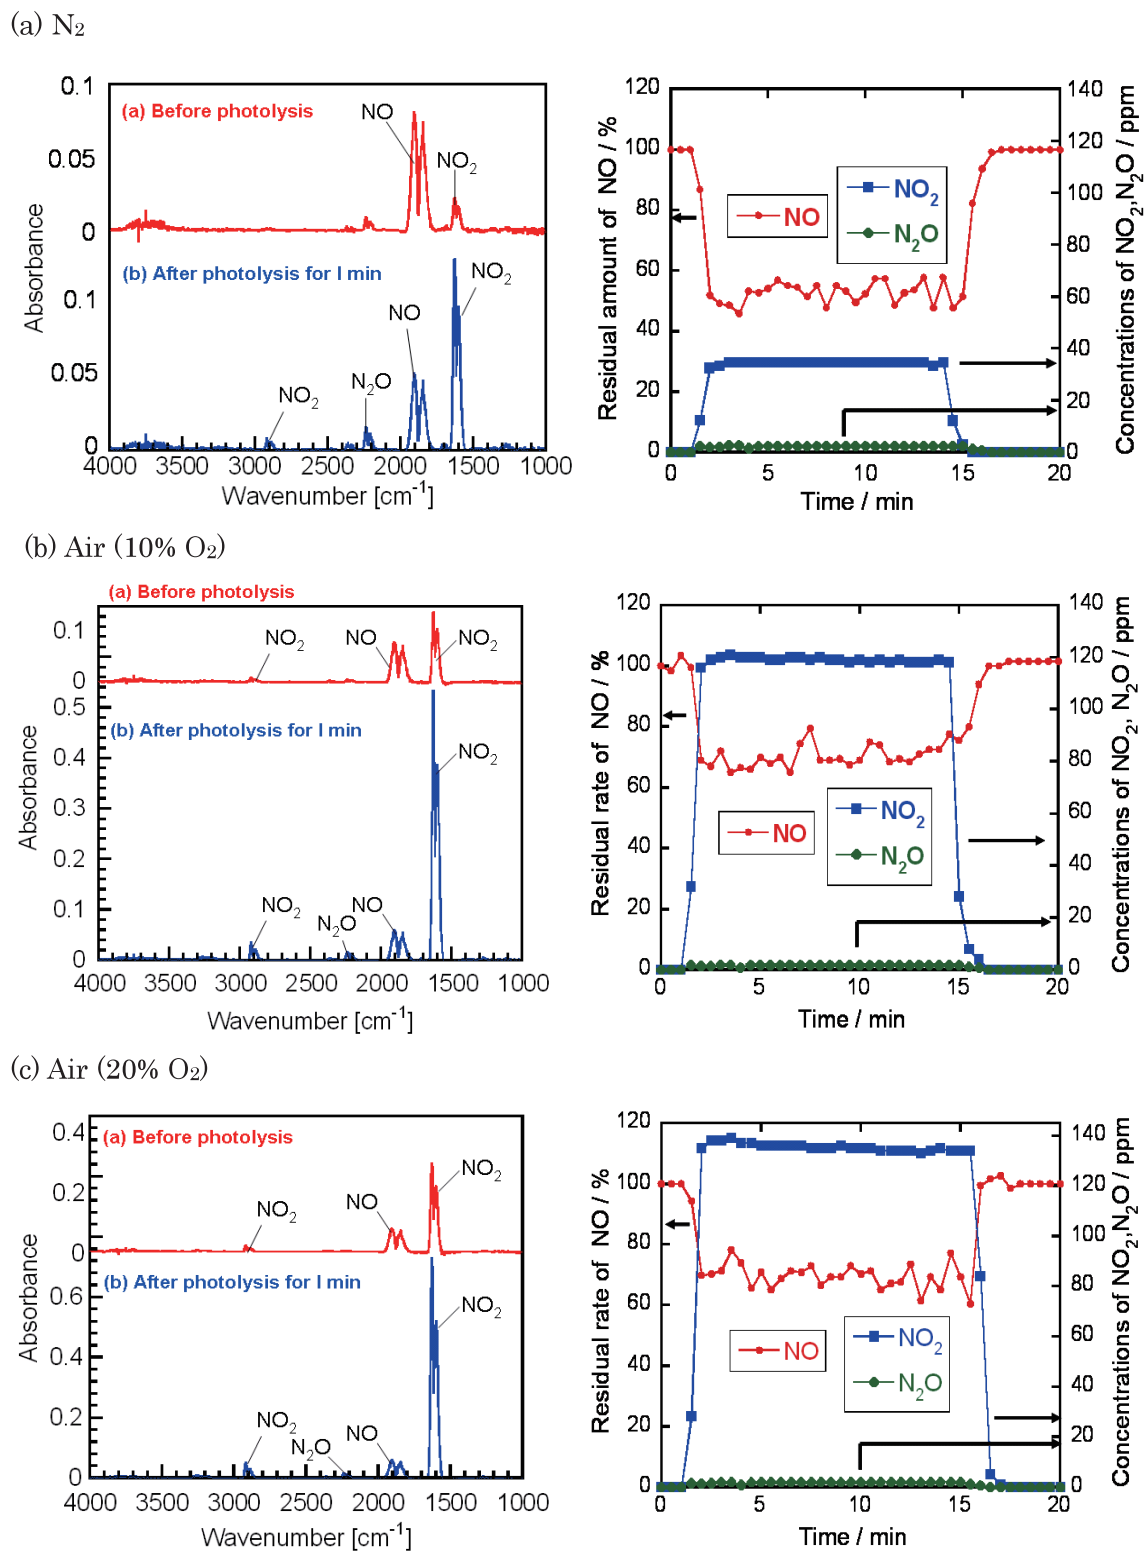 (a) N₂
0.1
0.05
0
0.1
0.05
0
Absorbance
(a) Before photolysis
NO
NO₂
(b) After photolysis for I min
NO₂
NO
N₂O
NO₂
4000 3500 3000 2500 2000 1500 1000
Wavenumber [cm⁻¹]
120
100
80
60
40
20
0
Residual amount of NO / %
NO
NO₂
N₂O
140
120
100
80
60
40
20
0
Concentrations of NO₂,N₂O / ppm
0 5 10 15 20
Time / min
(b) Air (10% O₂)
(a) Before photolysis
0.1
0
0.5
0.4
0.3
0.2
0.1
0
Absorbance
NO₂
NO
NO₂
(b) After photolysis for I min
NO₂
NO₂
N₂O
NO
4000 3500 3000 2500 2000 1500 1000
Wavenumber [cm⁻¹]
120
100
80
60
40
20
0
Residual rate of NO / %
NO
NO₂
N₂O
140
120
100
80
60
40
20
0
Concentrations of NO₂, N₂O / ppm
0 5 10 15 20
Time / min
(c) Air (20% O₂)
0.4
0.2
0
0.6
0.4
0.2
0
Absorbance
(a) Before photolysis
NO₂
NO₂
NO
(b) After photolysis for I min
NO₂
NO₂
N₂O
NO
4000 3500 3000 2500 2000 1500 1000
Wavenumber [cm⁻¹]
120
100
80
60
40
20
0
Residual rate of NO / %
NO
NO₂
N₂O
140
120
100
80
60
40
20
0
Concentrations of NO₂,N₂O / ppm
0 5 10 15 20
Time / min